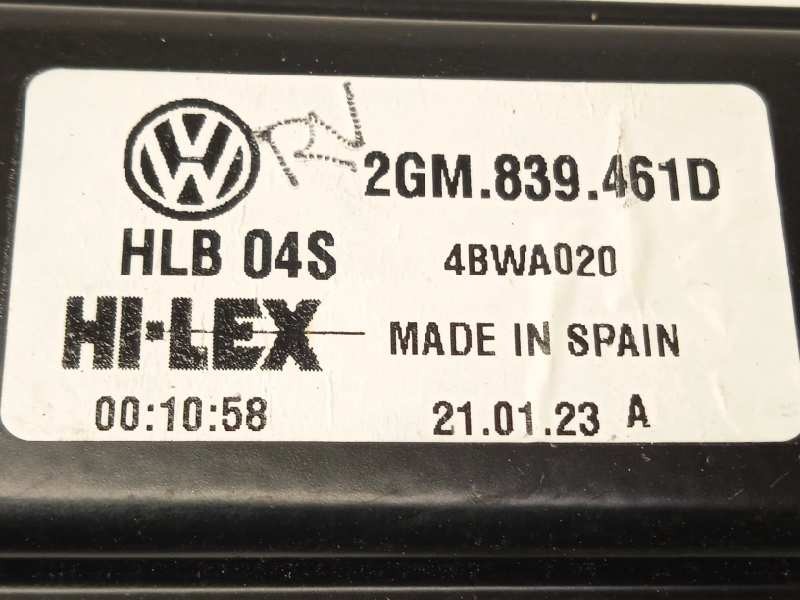 2GM.839.461D
HLB 04S 4BWA020
HI-LEX MADE IN SPAIN
00:10:58 21.01.23 A